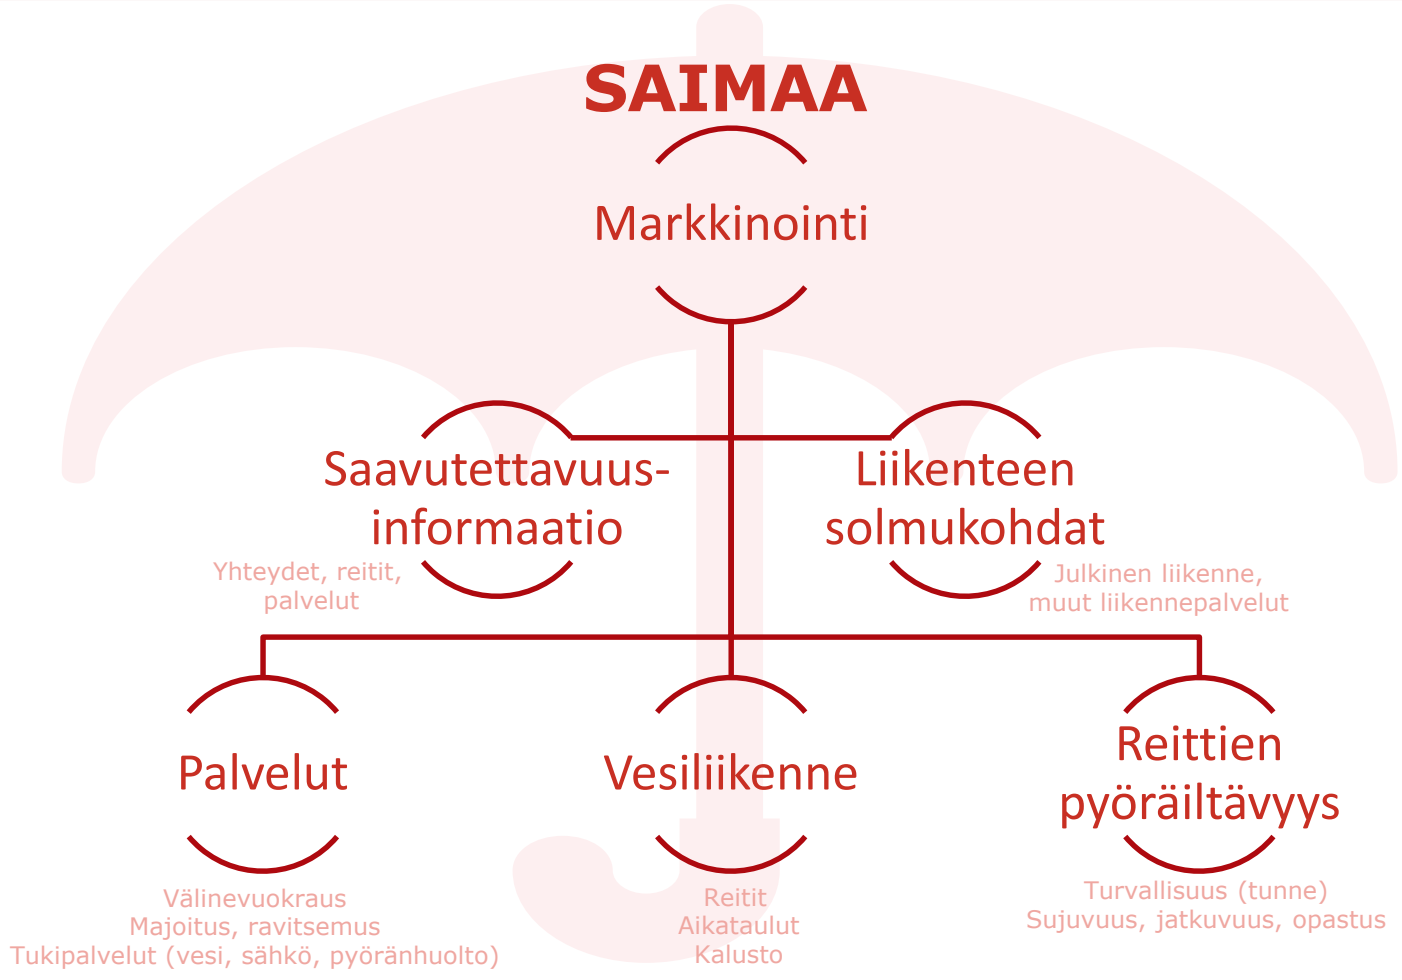 SAIMAA
Markkinointi
Saavutettavuus-
informaatio
Yhteydet, reitit,
palvelut
Liikenteen
solmukohdat
Julkinen liikenne,
muut liikennepalvelut
Palvelut
Välinevuokraus
Majoitus, ravitsemus
Tukipalvelut (vesi, sähkö, pyöränhuolto)
Vesiliikenne
Reitit
Aikataulut
Kalusto
Reittien
pyöräiltävyys
Turvallisuus (tunne)
Sujuvuus, jatkuvuus, opastus